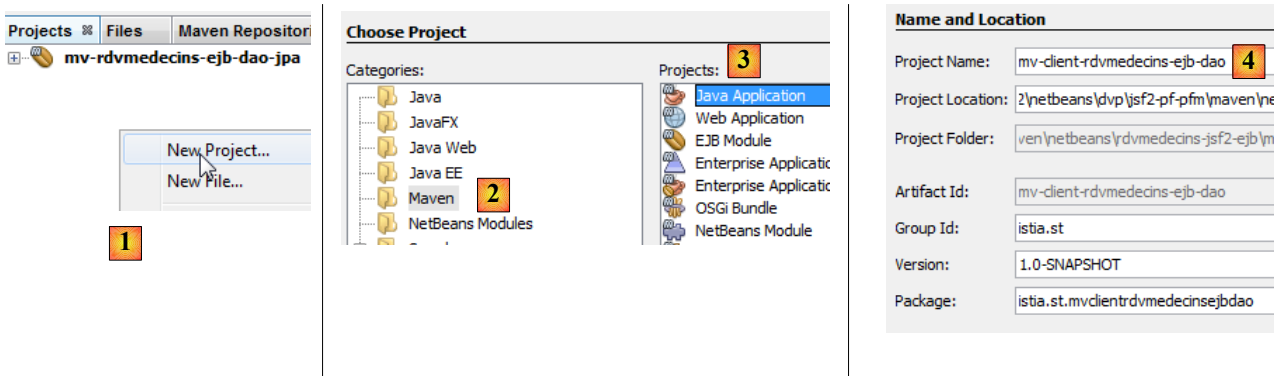 Projects Files Maven Repositori
mv-rdvmedecins-ejb-dao-jpa
New Project...
New File...
1
Choose Project
Categories:
Java
JavaFX
Java Web
Java EE
Maven 2
NetBeans Modules
Projects: 3
Java Application
Web Application
EJB Module
Enterprise Applicatio
Enterprise Applicatio
OSGi Bundle
NetBeans Module
Name and Location
Project Name: mv-client-rdvmedecins-ejb-dao 4
Project Location: 2\netbeans\dvp\jsf2-pf-pfm\maven\ne
Project Folder: ven\netbeans\rdvmedecins-jsf2-ejb\m
Artifact Id: mv-client-rdvmedecins-ejb-dao
Group Id: istia.st
Version: 1.0-SNAPSHOT
Package: istia.st.mvclientrdvmedecinsejbdao